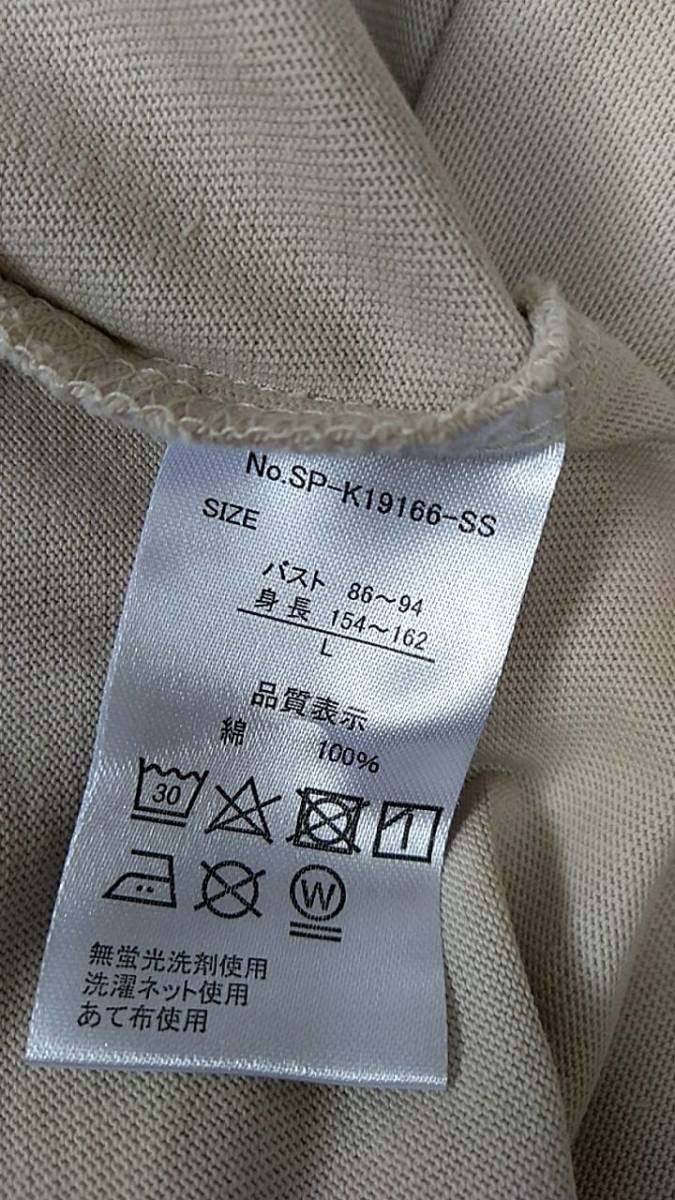 No.SP-K19166-SS
SIZE
バスト 86〜94
身長 154〜162
L
品質表示
綿 100%
30
W
無蛍光洗剤使用
洗濯ネット使用
あて布使用